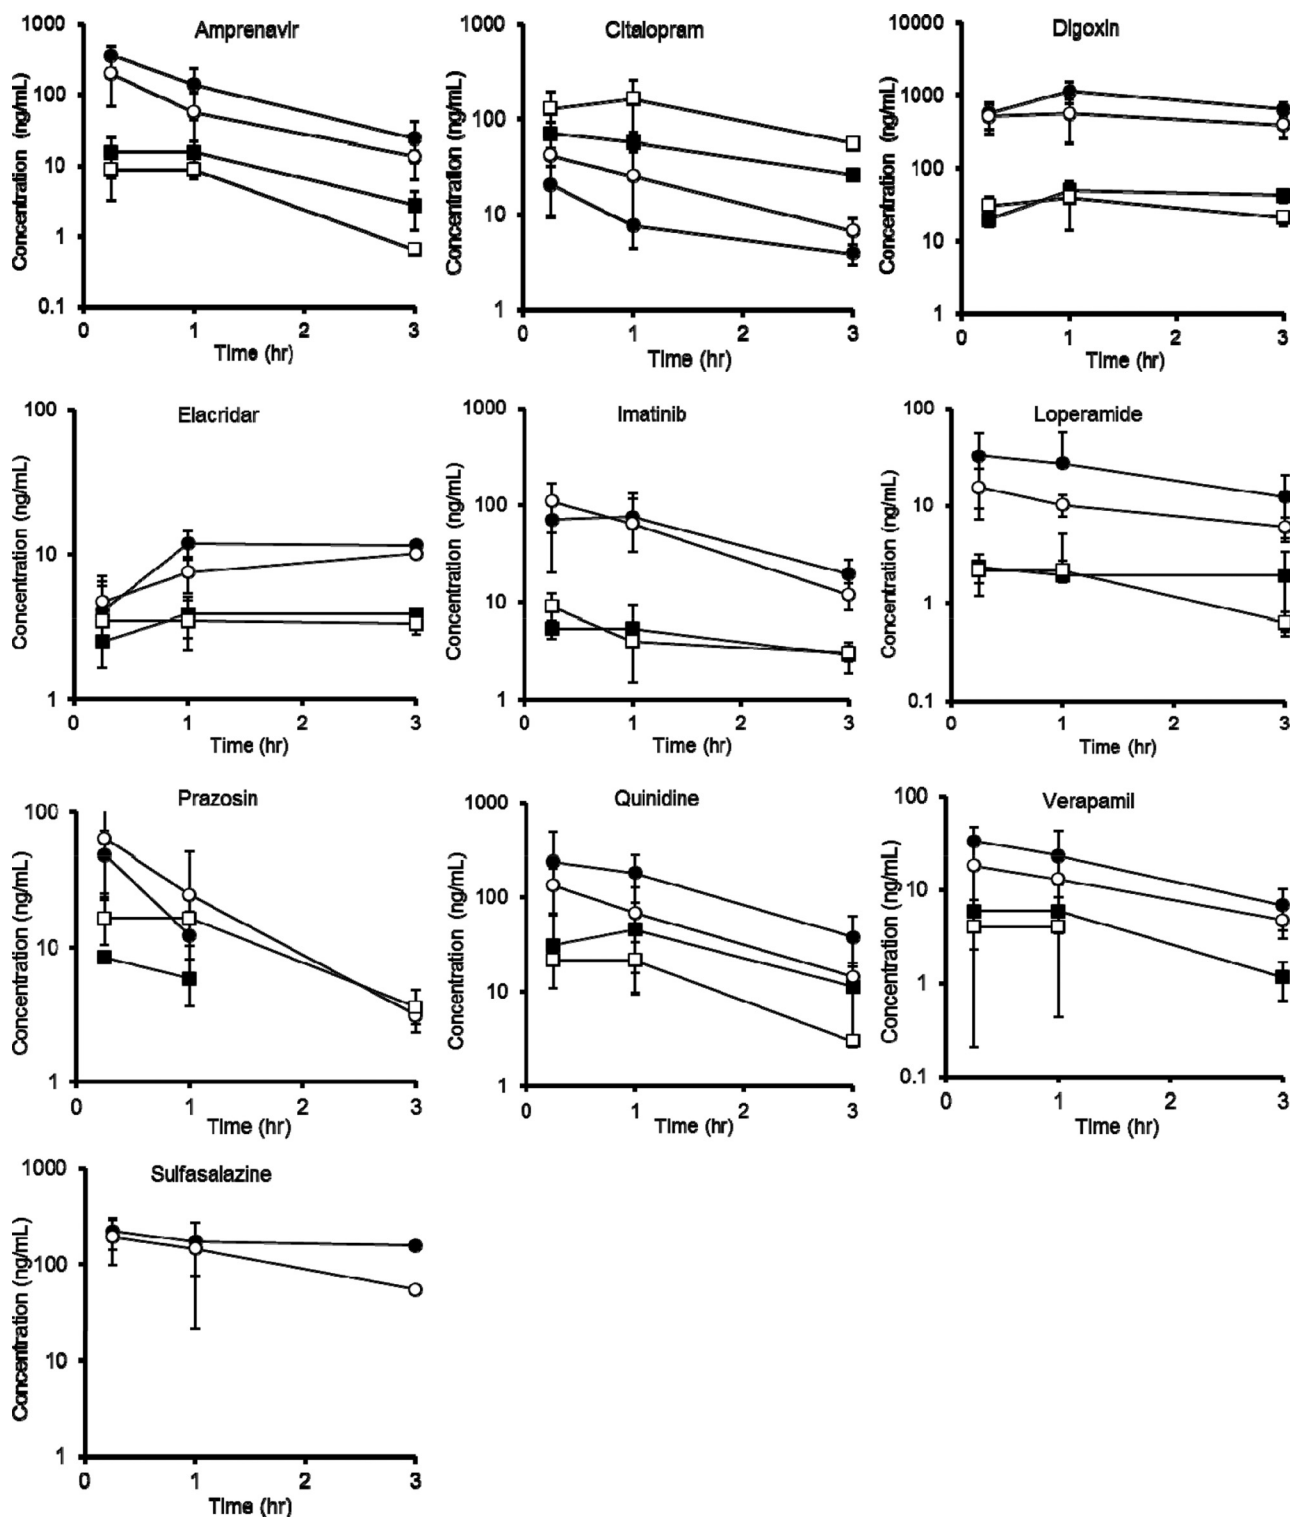 Amprenavir
Concentration (ng/mL)
1000
100
10
1
0.1
0 1 2 3
Time (hr)
Citalopram
Concentration (ng/mL)
1000
100
10
1
0 1 2 3
Time (hr)
Digoxin
Concentration (ng/mL)
10000
1000
100
10
1
0 1 2 3
Time (hr)
Elacridar
Concentration (ng/mL)
100
10
1
0 1 2 3
Time (hr)
Imatinib
Concentration (ng/mL)
1000
100
10
1
0 1 2 3
Time (hr)
Loperamide
Concentration (ng/mL)
100
10
1
0.1
0 1 2 3
Time (hr)
Prazosin
Concentration (ng/mL)
100
10
1
0 1 2 3
Time (hr)
Quinidine
Concentration (ng/mL)
1000
100
10
1
0 1 2 3
Time (hr)
Verapamil
Concentration (ng/mL)
100
10
1
0.1
0 1 2 3
Time (hr)
Sulfasalazine
Concentration (ng/mL)
1000
100
10
1
0 1 2 3
Time (hr)